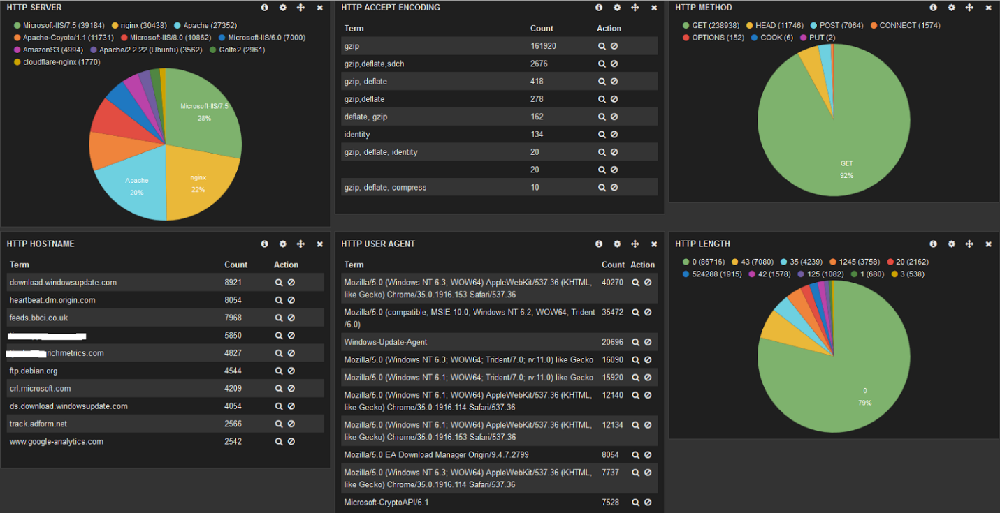 HTTP SERVER
Microsoft-IIS/7.5 (39184) nginx (30438) Apache (27352)
Apache-Coyote/1.1 (11731) Microsoft-IIS/8.0 (10862) Microsoft-IIS/6.0 (7000)
AmazonS3 (4994) Apache/2.2.22 (Ubuntu) (3562) Golfe2 (2961)
cloudflare-nginx (1770)
Microsoft-IIS/7.5
28%
Apache
20%
nginx
22%
HTTP ACCEPT ENCODING
Term Count Action
gzip 161920
gzip,deflate,sdch 2676
gzip, deflate 418
gzip,deflate 278
deflate, gzip 162
identity 134
gzip, deflate, identity 20
20
gzip, deflate, compress 10
HTTP METHOD
GET (238938) HEAD (11746) POST (7064) CONNECT (1574)
OPTIONS (152) COOK (6) PUT (2)
GET
92%
HTTP HOSTNAME
Term Count Action
download.windowsupdate.com 8921
heartbeat.dm.origin.com 8054
feeds.bbci.co.uk 7968
5850
richmetrics.com 4827
ftp.debian.org 4544
crl.microsoft.com 4209
ds.download.windowsupdate.com 4054
track.adform.net 2566
www.google-analytics.com 2542
HTTP USER AGENT
Term Count Action
Mozilla/5.0 (Windows NT 6.3; WOW64) AppleWebKit/537.36 (KHTML, 40270
like Gecko) Chrome/35.0.1916.153 Safari/537.36
Mozilla/5.0 (compatible; MSIE 10.0; Windows NT 6.2; WOW64; Trident 35472
/6.0)
Windows-Update-Agent 20696
Mozilla/5.0 (Windows NT 6.3; WOW64; Trident/7.0; rv:11.0) like Gecko 16090
Mozilla/5.0 (Windows NT 6.1; WOW64; Trident/7.0; rv:11.0) like Gecko 15920
Mozilla/5.0 (Windows NT 6.1; WOW64) AppleWebKit/537.36 (KHTML, 12140
like Gecko) Chrome/35.0.1916.114 Safari/537.36
Mozilla/5.0 (Windows NT 6.1; WOW64) AppleWebKit/537.36 (KHTML, 12134
like Gecko) Chrome/35.0.1916.153 Safari/537.36
Mozilla/5.0 EA Download Manager Origin/9.4.7.2799 8054
Mozilla/5.0 (Windows NT 6.3; WOW64) AppleWebKit/537.36 (KHTML, 7737
like Gecko) Chrome/35.0.1916.114 Safari/537.36
Microsoft-CryptoAPI/6.1 7528
HTTP LENGTH
0 (86716) 43 (7080) 35 (4239) 1245 (3758) 20 (2162)
524288 (1915) 42 (1578) 125 (1082) 1 (680) 3 (538)
0
79%